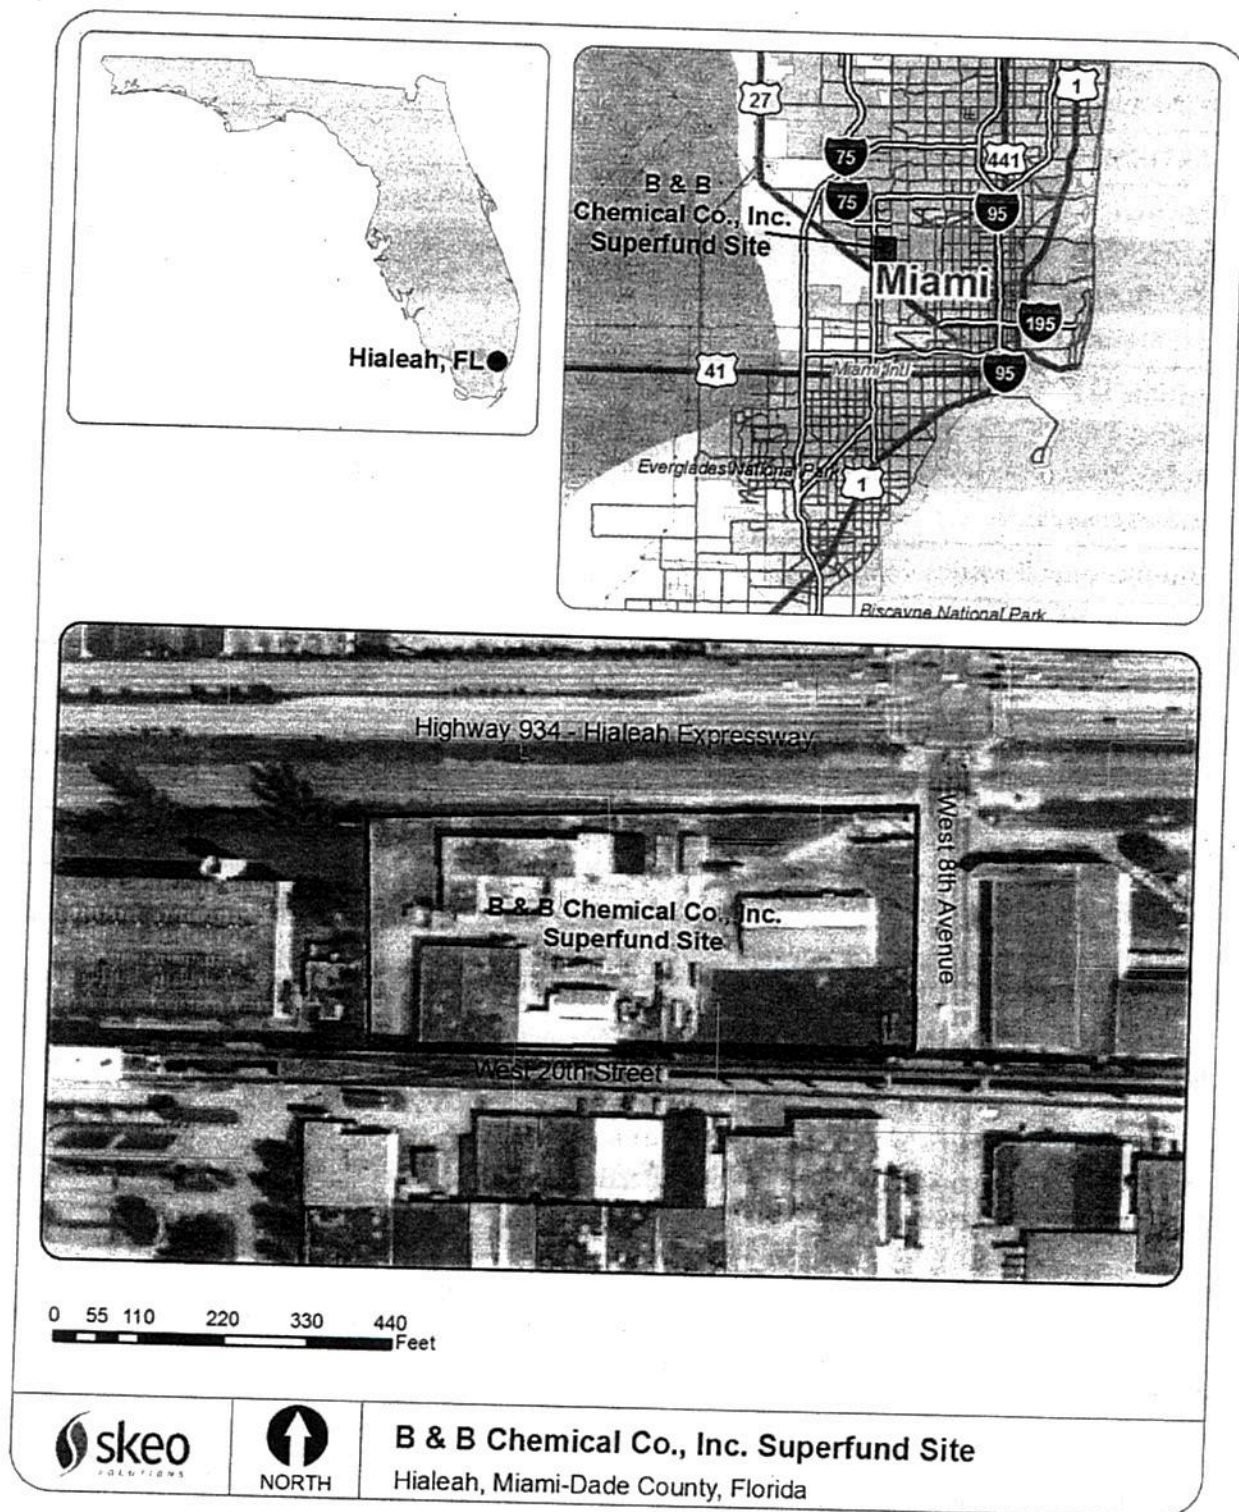 Hialeah, FL
27
1
75
441
B & B
Chemical Co., Inc.
Superfund Site
75
95
Miami
195
41
Miami Intl
95
Everglades National Park
1
Biscayne National Park
Highway 934 - Hialeah Expressway
West 8th Avenue
B & B Chemical Co., Inc.
Superfund Site
West 20th Street
0 55 110 220 330 440
Feet
skeo
SOLUTIONS
NORTH
B & B Chemical Co., Inc. Superfund Site
Hialeah, Miami-Dade County, Florida